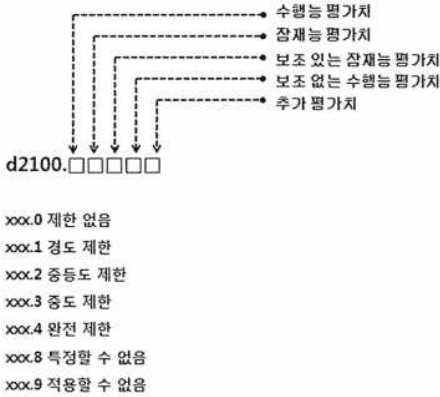 수행능 평가치
잠재능 평가치
보조 있는 잠재능 평가치
보조 없는 수행능 평가치
추가 평가치
d2100.□□□□□
xxx.0 제한 없음
xxx.1 경도 제한
xxx.2 중등도 제한
xxx.3 중도 제한
xxx.4 완전 제한
xxx.8 특정할 수 없음
xxx.9 적용할 수 없음